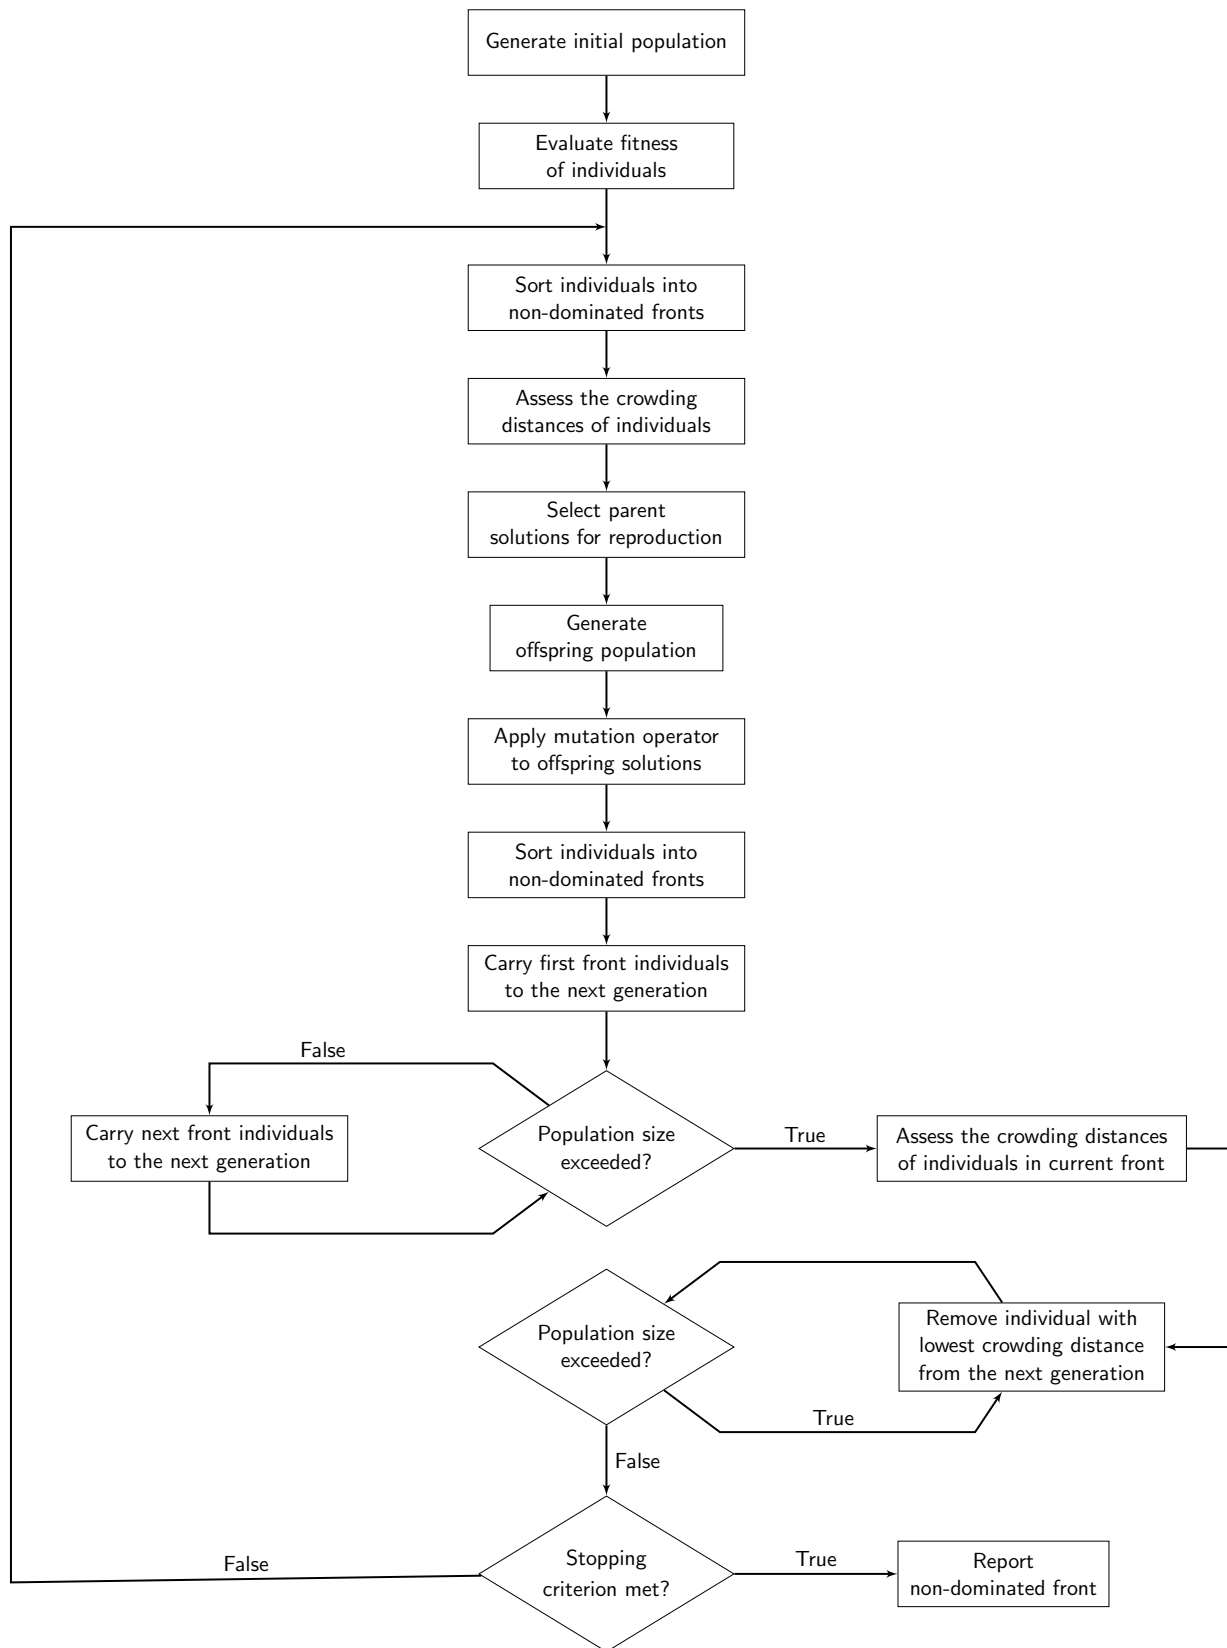 Generate initial population
Evaluate fitness
of individuals
Sort individuals into
non-dominated fronts
Assess the crowding
distances of individuals
Select parent
solutions for reproduction
Generate
offspring population
Apply mutation operator
to offspring solutions
Sort individuals into
non-dominated fronts
Carry first front individuals
to the next generation
False
Carry next front individuals
to the next generation
Population size
exceeded?
True
Assess the crowding distances
of individuals in current front
Population size
exceeded?
Remove individual with
lowest crowding distance
from the next generation
True
False
False
Stopping
criterion met?
True
Report
non-dominated front